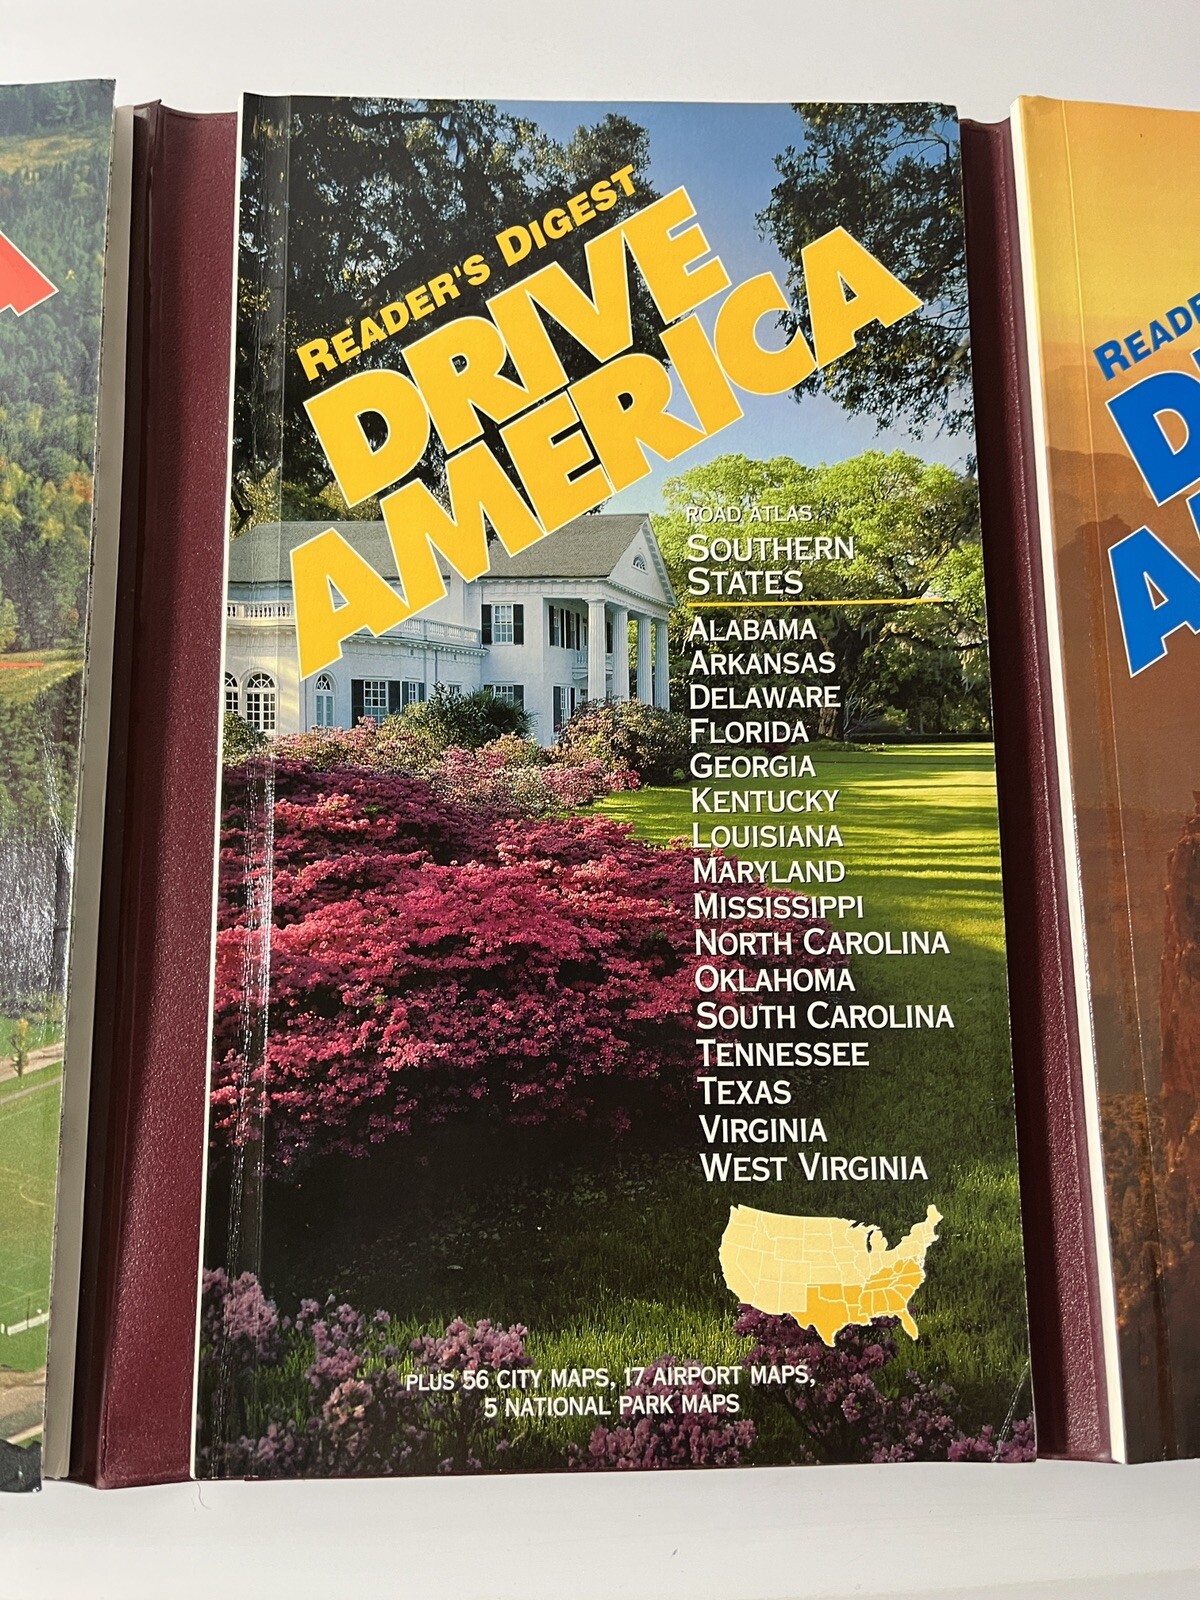 READER'S DIGEST
DRIVE
AMERICA
ROAD ATLAS
SOUTHERN
STATES
ALABAMA
ARKANSAS
DELAWARE
FLORIDA
GEORGIA
KENTUCKY
LOUISIANA
MARYLAND
MISSISSIPPI
NORTH CAROLINA
OKLAHOMA
SOUTH CAROLINA
TENNESSEE
TEXAS
VIRGINIA
WEST VIRGINIA
PLUS 56 CITY MAPS, 17 AIRPORT MAPS,
5 NATIONAL PARK MAPS